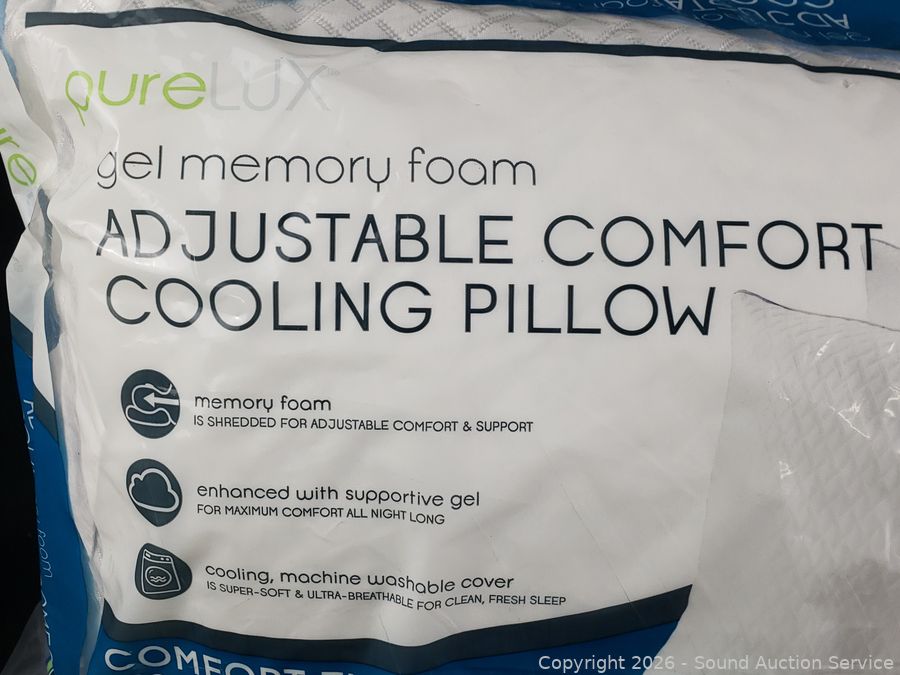 pureLUX
gel memory foam
ADJUSTABLE COMFORT
COOLING PILLOW
memory foam
IS SHREDDED FOR ADJUSTABLE COMFORT & SUPPORT
enhanced with supportive gel
FOR MAXIMUM COMFORT ALL NIGHT LONG
cooling, machine washable cover
IS SUPER-SOFT & ULTRA-BREATHABLE FOR CLEAN, FRESH SLEEP
COMFORT
Copyright 2026 - Sound Auction Service